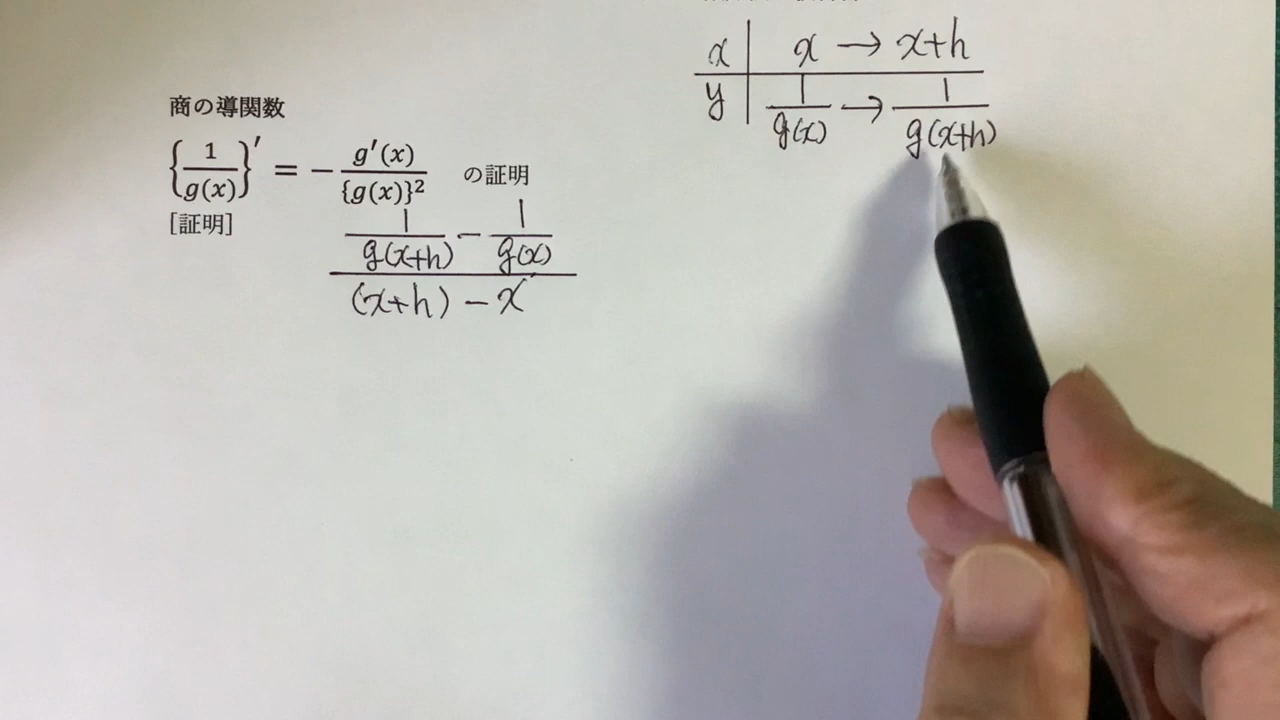 商の導関数
{1/g(x)}′ = − g′(x)/{g(x)}² の証明
[証明]
(1/g(x+h) − 1/g(x)) / ((x+h) − x)
x | x → x+h
y | 1/g(x) → 1/g(x+h)